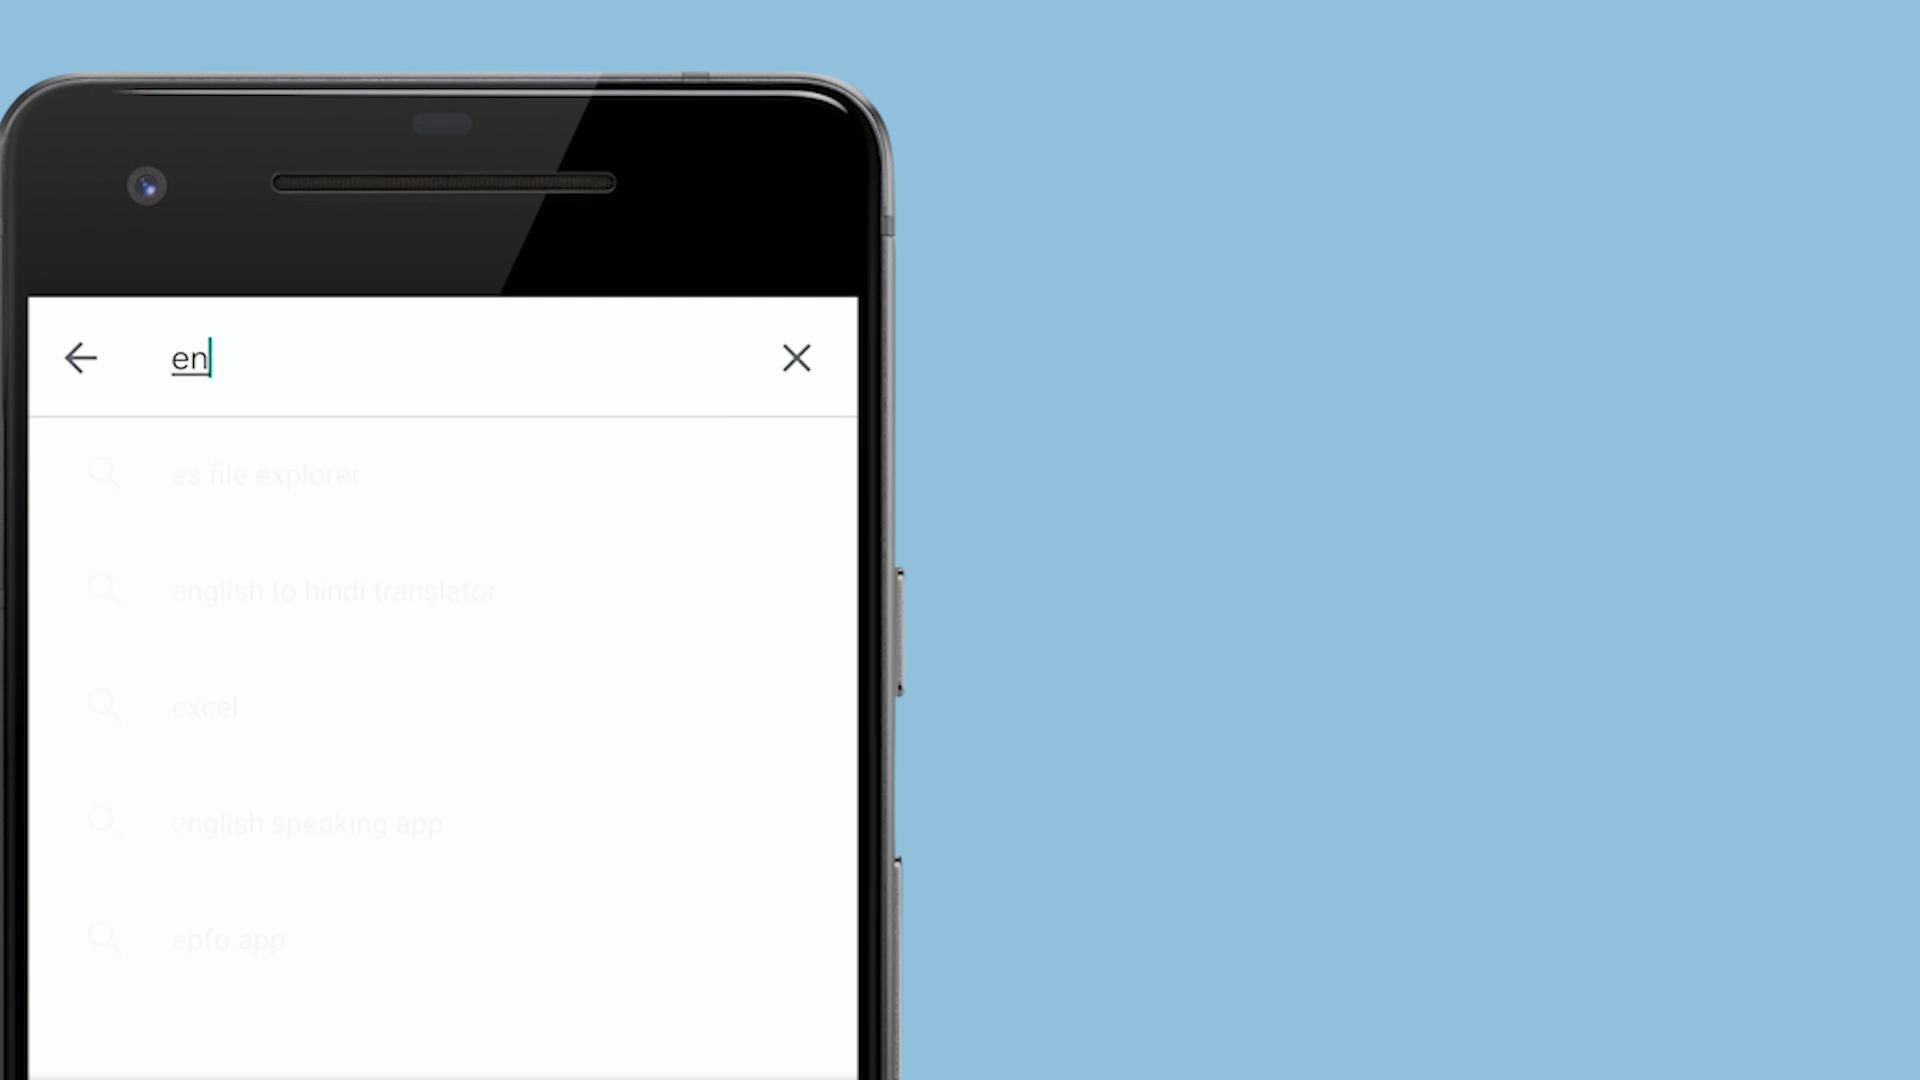 en
es file explorer
english to hindi translator
excel
english speaking app
epfo app